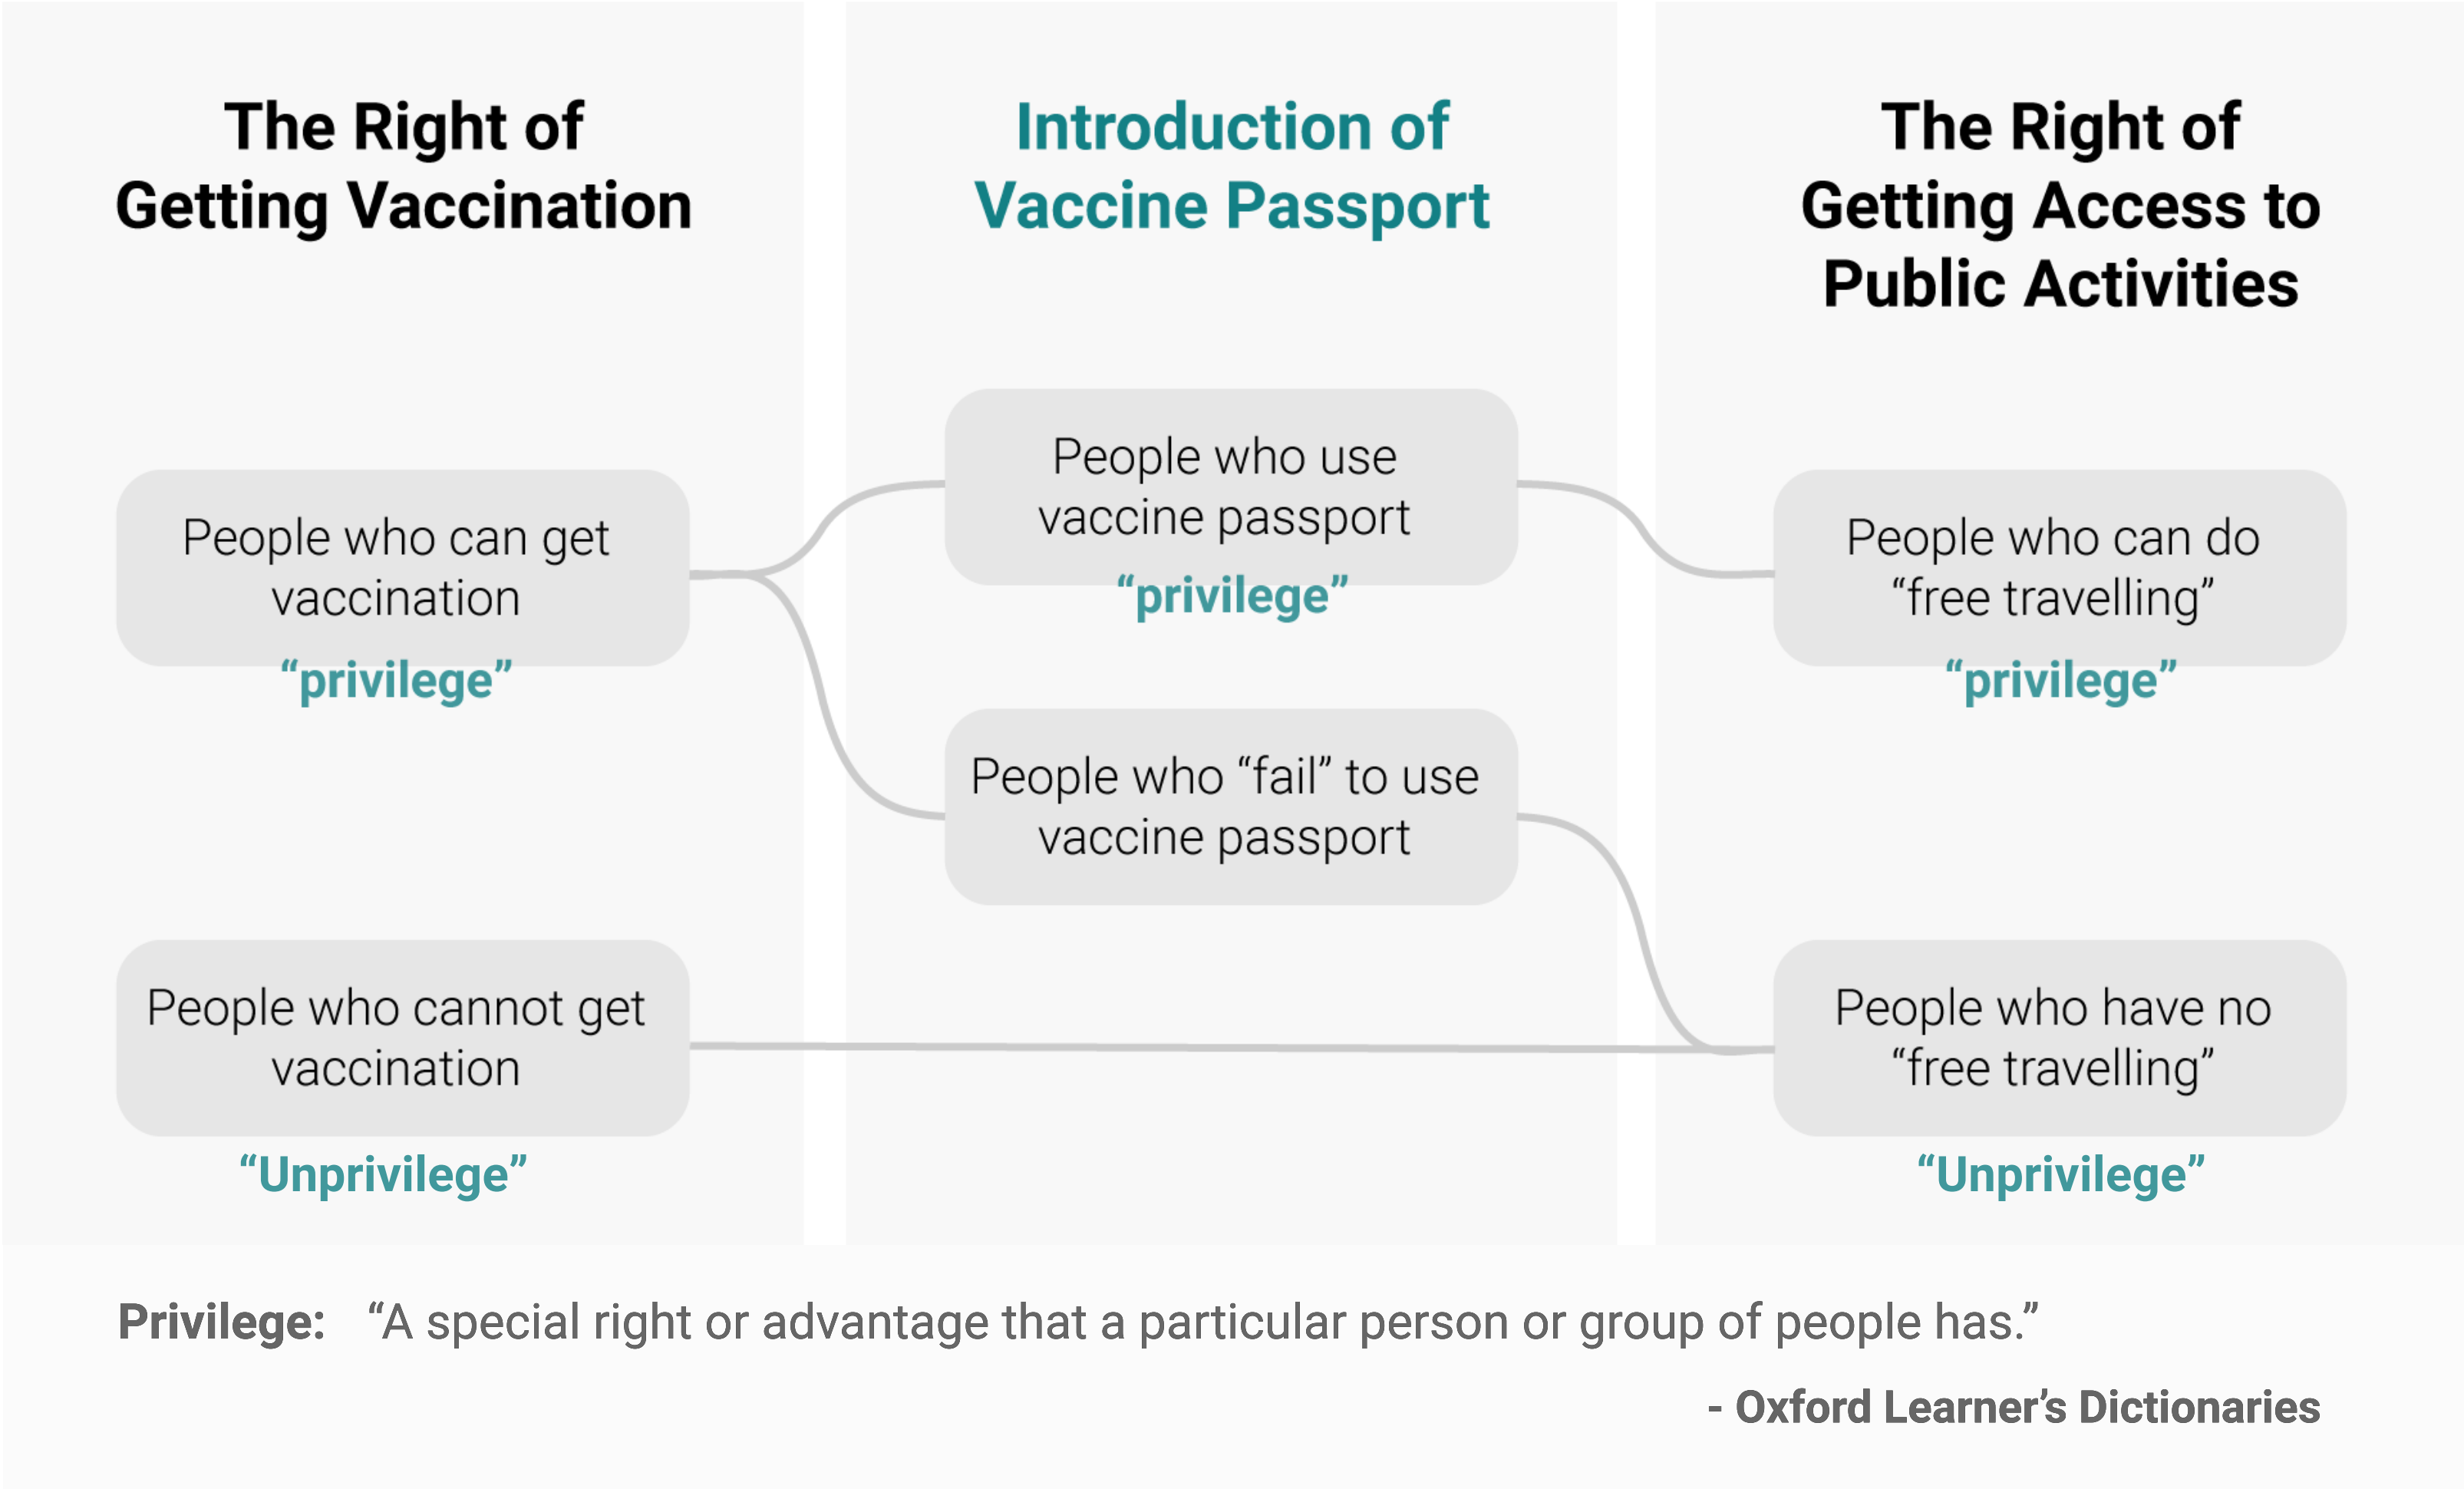 The Right of
Getting Vaccination
Introduction of
Vaccine Passport
The Right of
Getting Access to
Public Activities
People who can get
vaccination
“privilege”
People who use
vaccine passport
“privilege”
People who can do
“free travelling”
“privilege”
People who “fail” to use
vaccine passport
People who cannot get
vaccination
“Unprivilege”
People who have no
“free travelling”
“Unprivilege”
Privilege: “A special right or advantage that a particular person or group of people has.”
- Oxford Learner’s Dictionaries